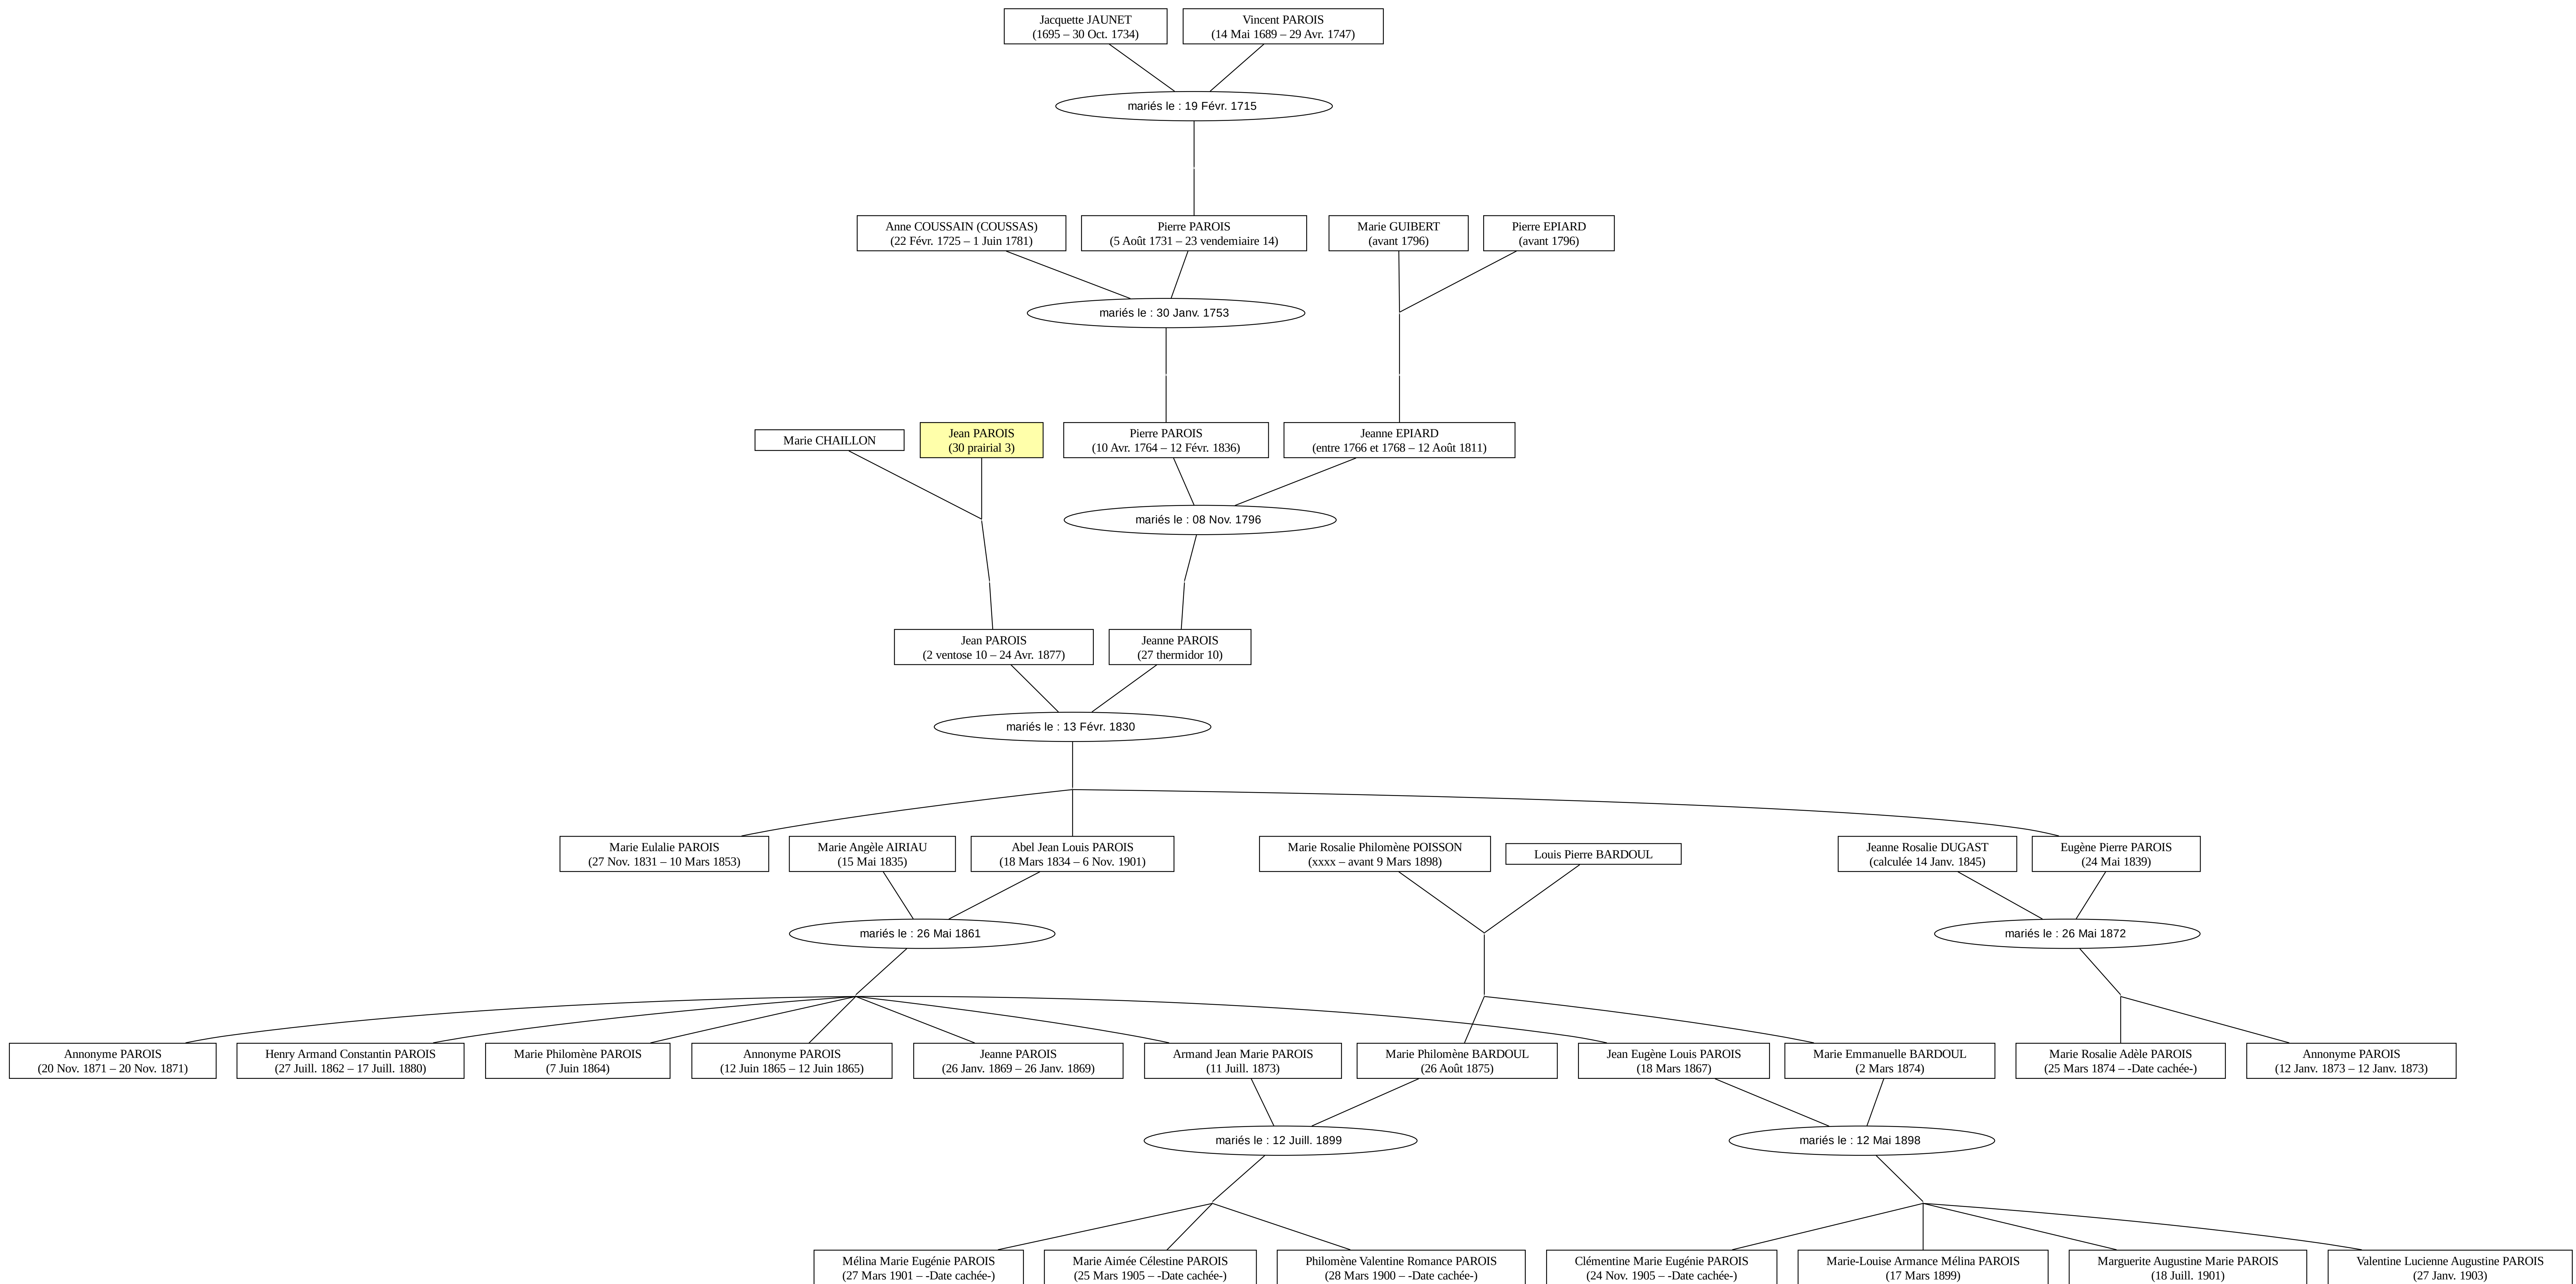 Jacquette JAUNET
(1695 – 30 Oct. 1734)
Vincent PAROIS
(14 Mai 1689 – 29 Avr. 1747)
mariés le : 19 Févr. 1715
Anne COUSSAIN (COUSSAS)
(22 Févr. 1725 – 1 Juin 1781)
Pierre PAROIS
(5 Août 1731 – 23 vendemiaire 14)
Marie GUIBERT
(avant 1796)
Pierre EPIARD
(avant 1796)
mariés le : 30 Janv. 1753
Marie CHAILLON
Jean PAROIS
(30 prairial 3)
Pierre PAROIS
(10 Avr. 1764 – 12 Févr. 1836)
Jeanne EPIARD
(entre 1766 et 1768 – 12 Août 1811)
mariés le : 08 Nov. 1796
Jean PAROIS
(2 ventose 10 – 24 Avr. 1877)
Jeanne PAROIS
(27 thermidor 10)
mariés le : 13 Févr. 1830
Marie Eulalie PAROIS
(27 Nov. 1831 – 10 Mars 1853)
Marie Angèle AIRIAU
(15 Mai 1835)
Abel Jean Louis PAROIS
(18 Mars 1834 – 6 Nov. 1901)
Marie Rosalie Philomène POISSON
(xxxx – avant 9 Mars 1898)
Louis Pierre BARDOUL
Jeanne Rosalie DUGAST
(calculée 14 Janv. 1845)
Eugène Pierre PAROIS
(24 Mai 1839)
mariés le : 26 Mai 1861
mariés le : 26 Mai 1872
Annonyme PAROIS
(20 Nov. 1871 – 20 Nov. 1871)
Henry Armand Constantin PAROIS
(27 Juill. 1862 – 17 Juill. 1880)
Marie Philomène PAROIS
(7 Juin 1864)
Annonyme PAROIS
(12 Juin 1865 – 12 Juin 1865)
Jeanne PAROIS
(26 Janv. 1869 – 26 Janv. 1869)
Armand Jean Marie PAROIS
(11 Juill. 1873)
Marie Philomène BARDOUL
(26 Août 1875)
Jean Eugène Louis PAROIS
(18 Mars 1867)
Marie Emmanuelle BARDOUL
(2 Mars 1874)
Marie Rosalie Adèle PAROIS
(25 Mars 1874 – -Date cachée-)
Annonyme PAROIS
(12 Janv. 1873 – 12 Janv. 1873)
mariés le : 12 Juill. 1899
mariés le : 12 Mai 1898
Mélina Marie Eugénie PAROIS
(27 Mars 1901 – -Date cachée-)
Marie Aimée Célestine PAROIS
(25 Mars 1905 – -Date cachée-)
Philomène Valentine Romance PAROIS
(28 Mars 1900 – -Date cachée-)
Clémentine Marie Eugénie PAROIS
(24 Nov. 1905 – -Date cachée-)
Marie-Louise Armance Mélina PAROIS
(17 Mars 1899)
Marguerite Augustine Marie PAROIS
(18 Juill. 1901)
Valentine Lucienne Augustine PAROIS
(27 Janv. 1903)